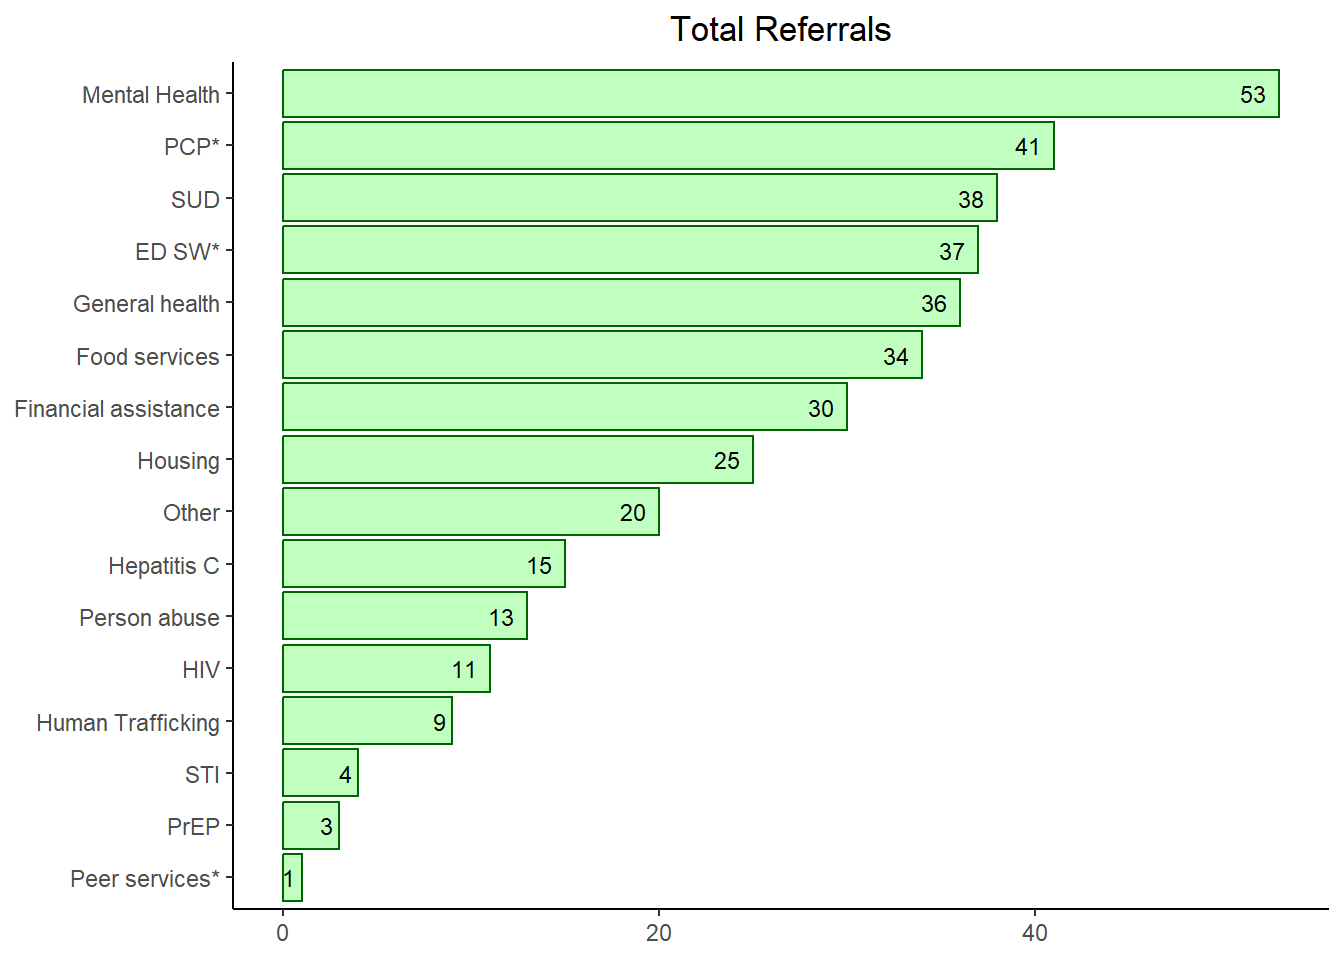 Total Referrals
Mental Health 53
PCP* 41
SUD 38
ED SW* 37
General health 36
Food services 34
Financial assistance 30
Housing 25
Other 20
Hepatitis C 15
Person abuse 13
HIV 11
Human Trafficking 9
STI 4
PrEP 3
Peer services* 1
0 20 40